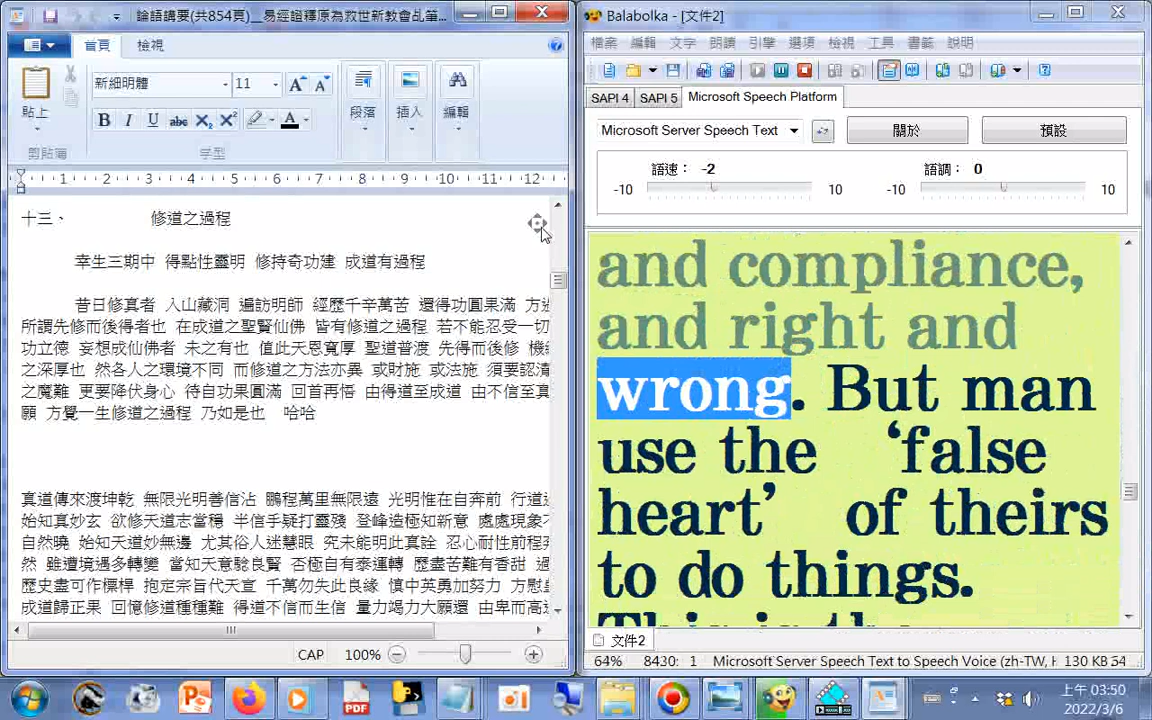 論語講要(共854頁)__易經證釋原為救世新教會乩筆...
首頁
檢視
貼上
剪貼簿
新細明體
11
字型
段落
插入
編輯
1 2 3 4 5 6 7 8 9 10 11 12
十三、 修道之過程
幸生三期中 得點性靈明 修持奇功建 成道有過程
昔日修真者 入山藏洞 遍訪明師 經歷千辛萬苦 還得功圓果滿 方
所謂先修而後得者也 在成道之聖賢仙佛 皆有修道之過程 若不能忍受一切
功立德 妄想成仙佛者 未之有也 值此天恩寬厚 聖道普渡 先得而後修 機
之深厚也 然各人之環境不同 而修道之方法亦異 或財施 或法施 須要認清
之魔難 更要降伏身心 待自功果圓滿 回首再悟 由得道至成道 由不信至真
願 方覺一生修道之過程 乃如是也 哈哈
真道傳來渡坤乾 無限光明善信沾 鵬程萬里無限遠 光明惟在自奔前 行道
始知真妙玄 欲修天道志當穩 半信手疑打靈殘 登峰造極知新意 處處現象
自然曉 始知天道妙無邊 尤其俗人迷慧眼 究未能明此真詮 忍心耐性前程
然 雖遭境遇多轉變 當知天意驗良賢 否極自有泰運轉 歷盡苦難有香甜 過
歷史盡可作標桿 抱定宗旨代天宣 千萬勿失此良緣 慎中英勇加努力 方慰
成道歸正果 回憶修道種種難 得道不信而生信 量力竭力大願還 由卑而高
CAP 100%
Balabolka - [文件2]
檔案 編輯 文字 朗讀 引擎 選項 檢視 工具 書籤 說明
SAPI 4 SAPI 5 Microsoft Speech Platform
Microsoft Server Speech Text 關於 預設
語速： -2 語調： 0
-10 10 -10 10
and compliance,
and right and
wrong. But man
use the ‘false
heart’ of theirs
to do things.
文件2
64% 8430: 1 Microsoft Server Speech Text to Speech Voice (zh-TW, H 130 KB 54
上午 03:50
2022/3/6